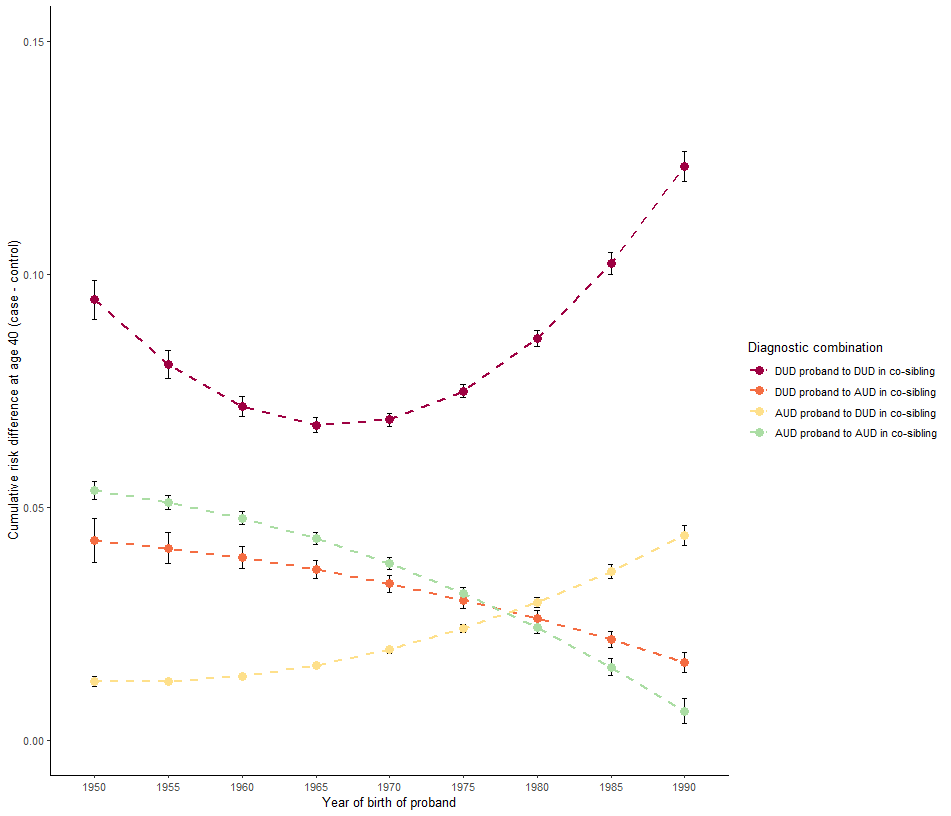 0.15
0.10
0.05
0.00
Cumulative risk difference at age 40 (case - control)
1950 1955 1960 1965 1970 1975 1980 1985 1990
Year of birth of proband
Diagnostic combination
DUD proband to DUD in co-sibling
DUD proband to AUD in co-sibling
AUD proband to DUD in co-sibling
AUD proband to AUD in co-sibling